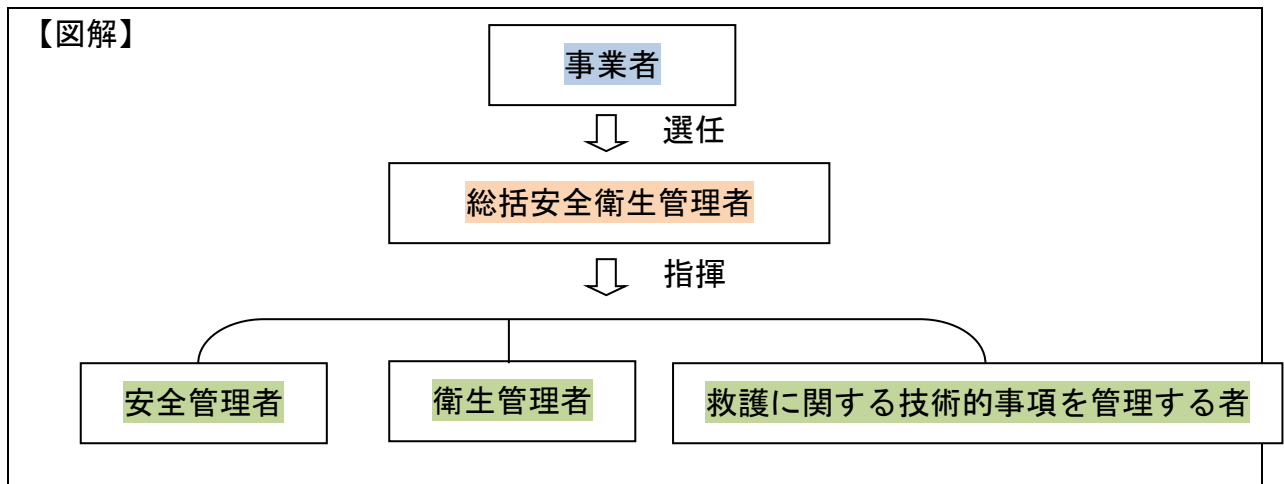 【図解】
事業者
選任
総括安全衛生管理者
指揮
安全管理者
衛生管理者
救護に関する技術的事項を管理する者